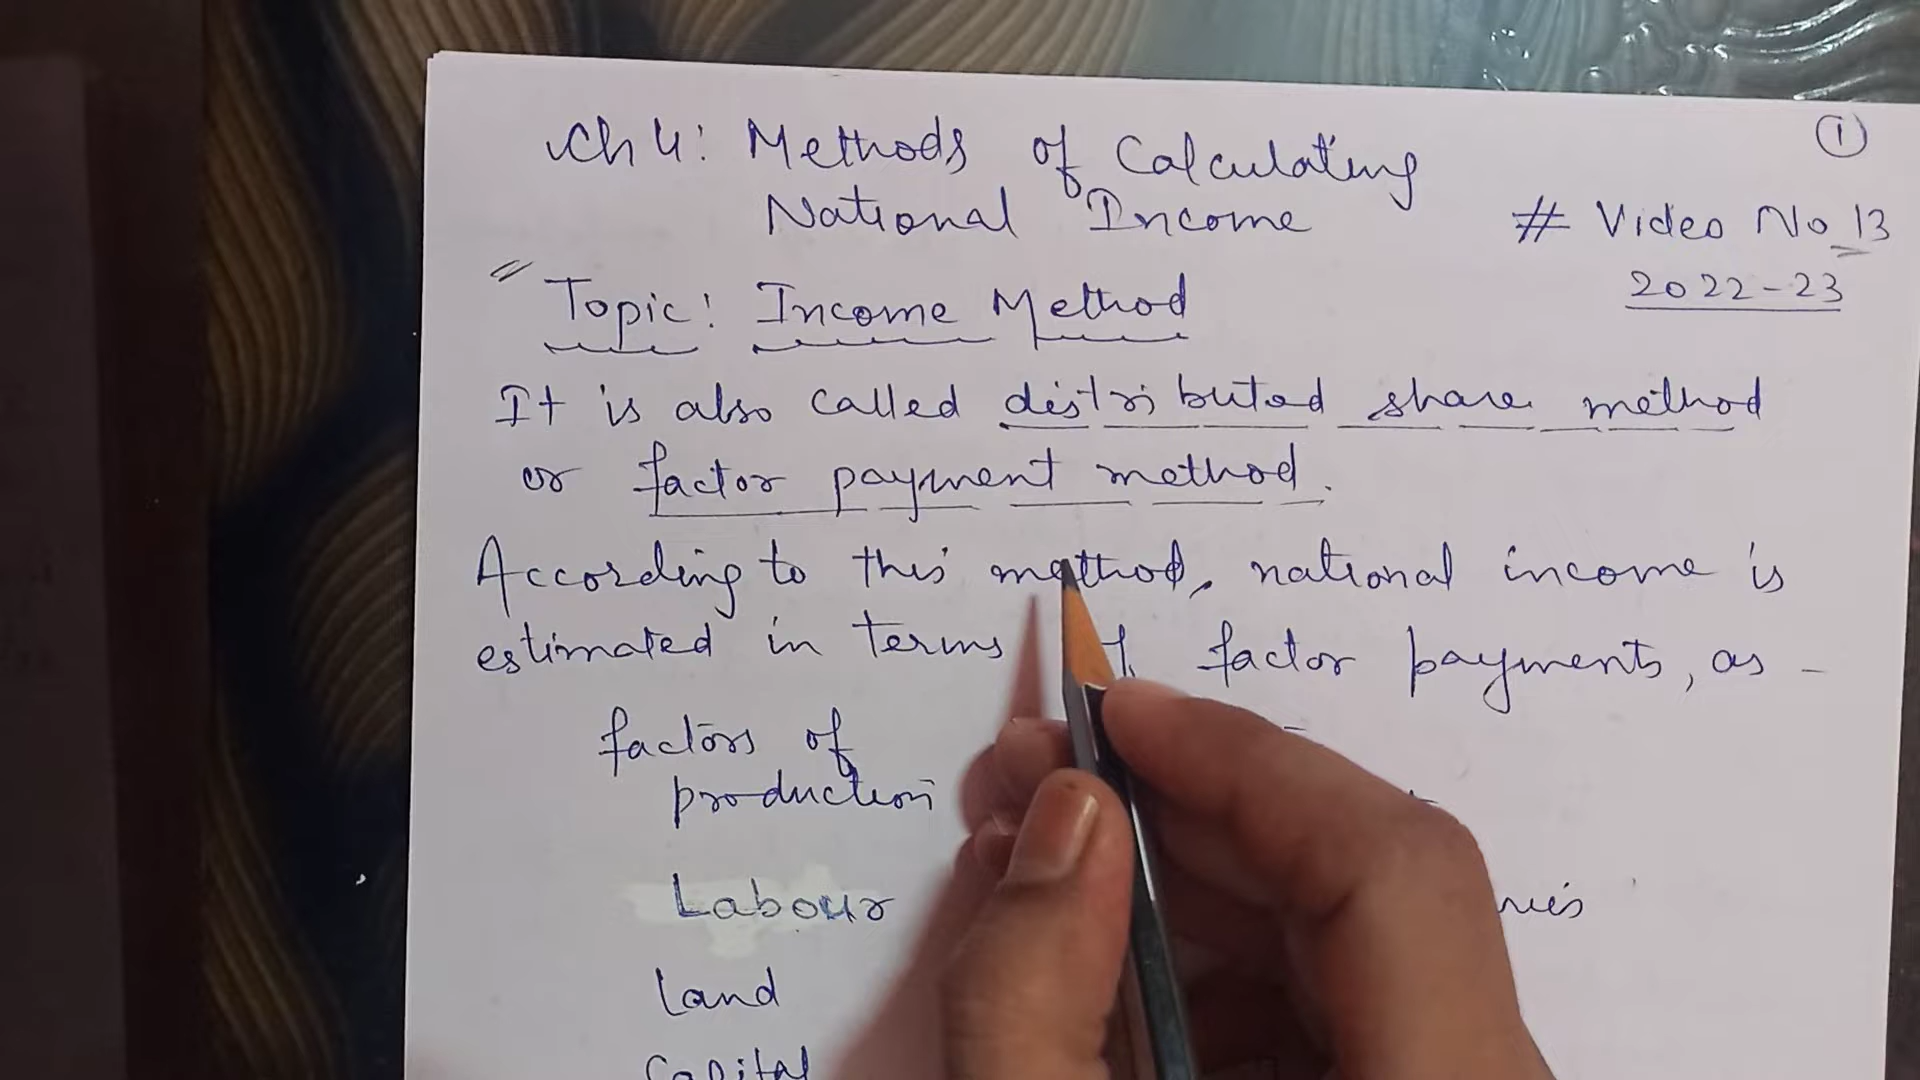 ①
Ch 4: Methods of Calculating
National Income
# Video No 13
2022-23
Topic: Income Method
It is also called distributed share method
or factor payment method.
According to this method, national income is
estimated in terms factor payments, as -
factors of
production
Labour
Land
Capital